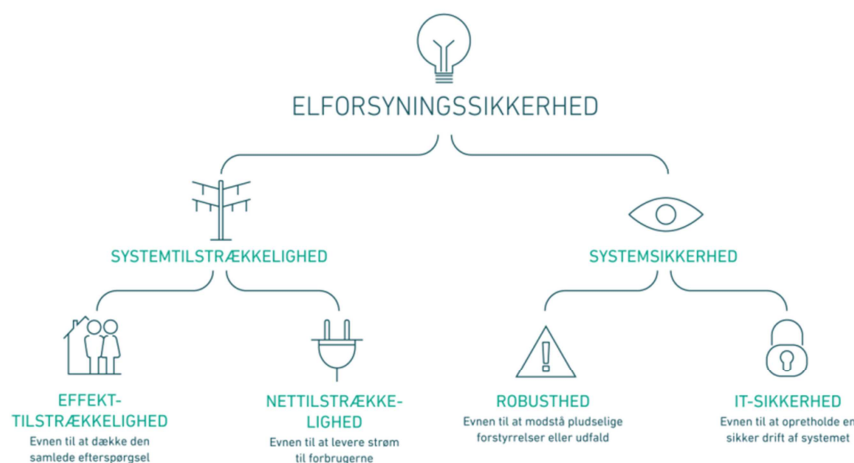 ELFORSYNINGSSIKKERHED
SYSTEMTILSTRÆKKELIGHED
SYSTEMSIKKERHED
EFFEKT-
TILSTRÆKKELIGHED
Evnen til at dække den
samlede efterspørgsel
NETTILSTRÆKKE-
LIGHED
Evnen til at levere strøm
til forbrugerne
ROBUSTHED
Evnen til at modstå pludselige
forstyrrelser eller udfald
IT-SIKKERHED
Evnen til at opretholde en
sikker drift af systemet